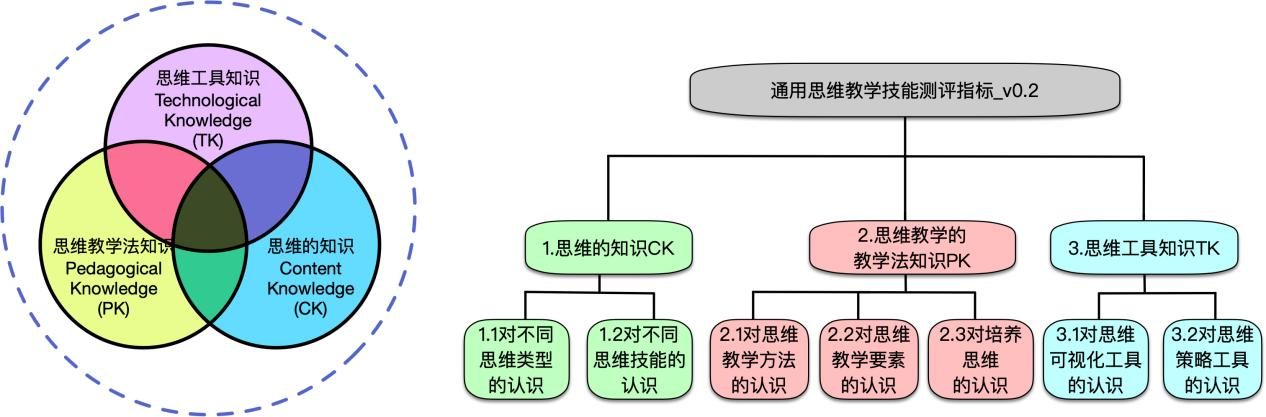 思维工具知识
Technological
Knowledge
(TK)
思维教学法知识
Pedagogical
Knowledge
(PK)
思维的知识
Content
Knowledge
(CK)
通用思维教学技能测评指标_v0.2
1.思维的知识CK
2.思维教学的
教学法知识PK
3.思维工具知识TK
1.1对不同
思维类型
的认识
1.2对不同
思维技能的
认识
2.1对思维
教学方法
的认识
2.2对思维
教学要素
的认识
2.3对培养
思维
的认识
3.1对思维
可视化工具
的认识
3.2对思维
策略工具
的认识